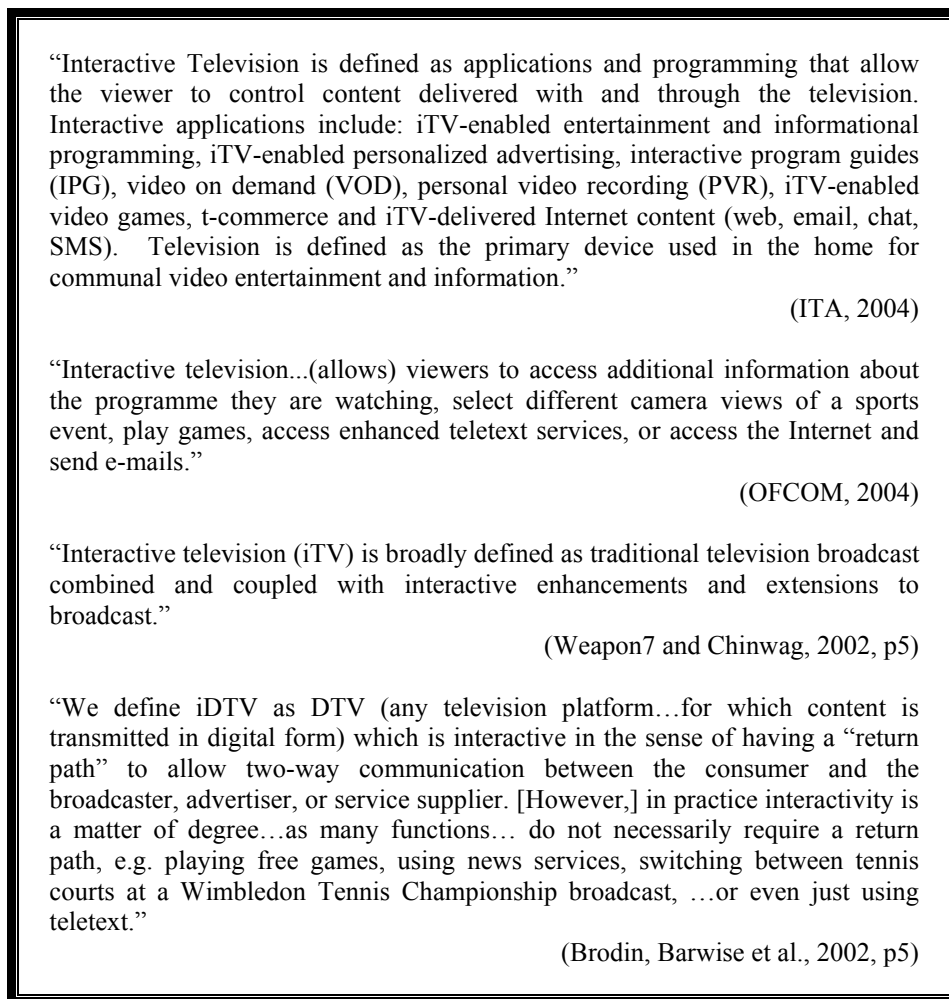 “Interactive Television is defined as applications and programming that allow
the viewer to control content delivered with and through the television.
Interactive applications include: iTV-enabled entertainment and informational
programming, iTV-enabled personalized advertising, interactive program guides
(IPG), video on demand (VOD), personal video recording (PVR), iTV-enabled
video games, t-commerce and iTV-delivered Internet content (web, email, chat,
SMS).  Television is defined as the primary device used in the home for
communal video entertainment and information.”
(ITA, 2004)
“Interactive television...(allows) viewers to access additional information about
the programme they are watching, select different camera views of a sports
event, play games, access enhanced teletext services, or access the Internet and
send e-mails.”
(OFCOM, 2004)
“Interactive television (iTV) is broadly defined as traditional television broadcast
combined and coupled with interactive enhancements and extensions to
broadcast.”
(Weapon7 and Chinwag, 2002, p5)
“We define iDTV as DTV (any television platform…for which content is
transmitted in digital form) which is interactive in the sense of having a “return
path” to allow two-way communication between the consumer and the
broadcaster, advertiser, or service supplier. [However,] in practice interactivity is
a matter of degree…as many functions… do not necessarily require a return
path, e.g. playing free games, using news services, switching between tennis
courts at a Wimbledon Tennis Championship broadcast, …or even just using
teletext.”
(Brodin, Barwise et al., 2002, p5)